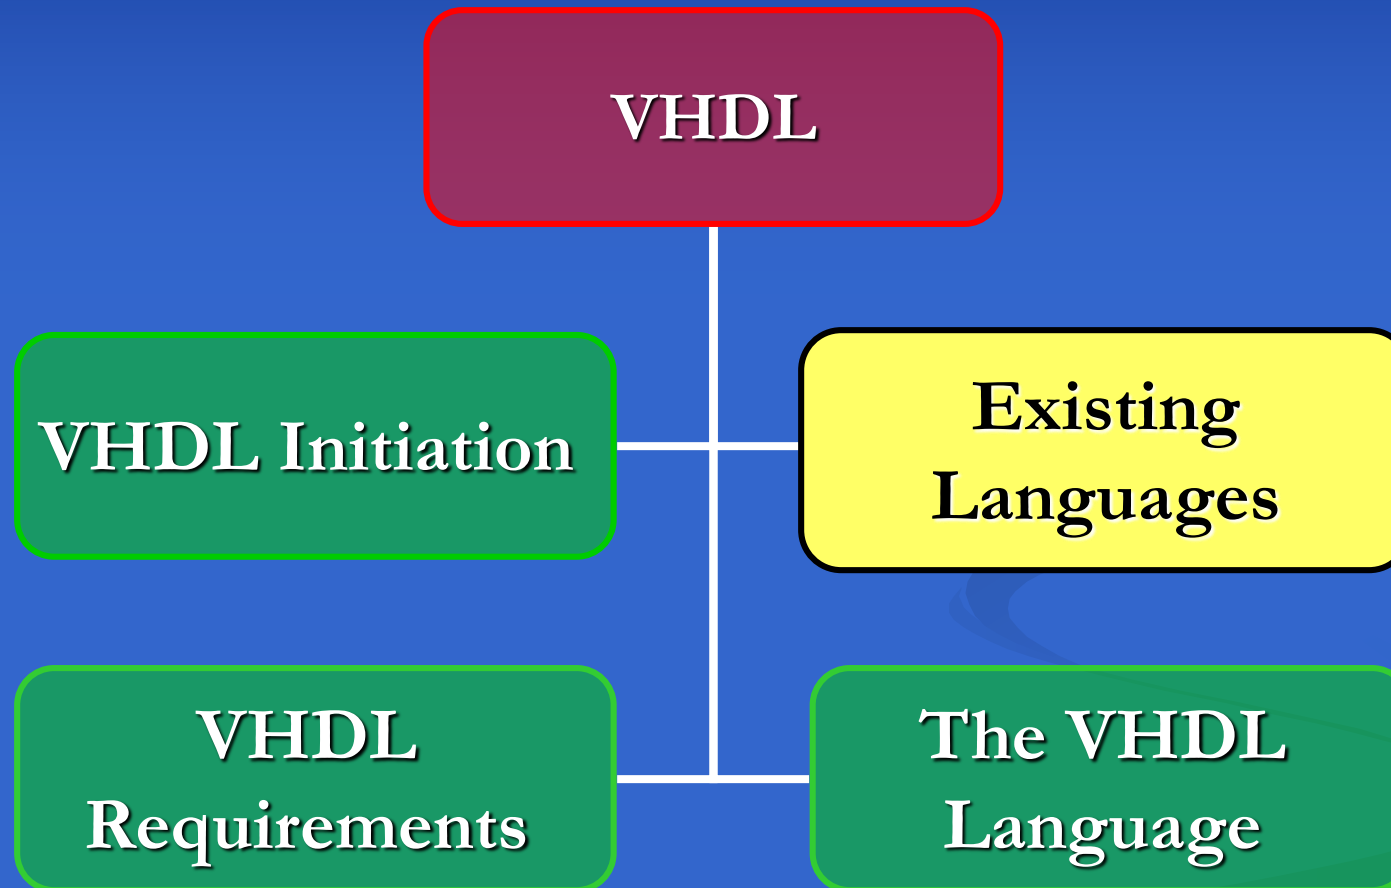 VHDL
VHDL Initiation
Existing
Languages
VHDL
Requirements
The VHDL
Language